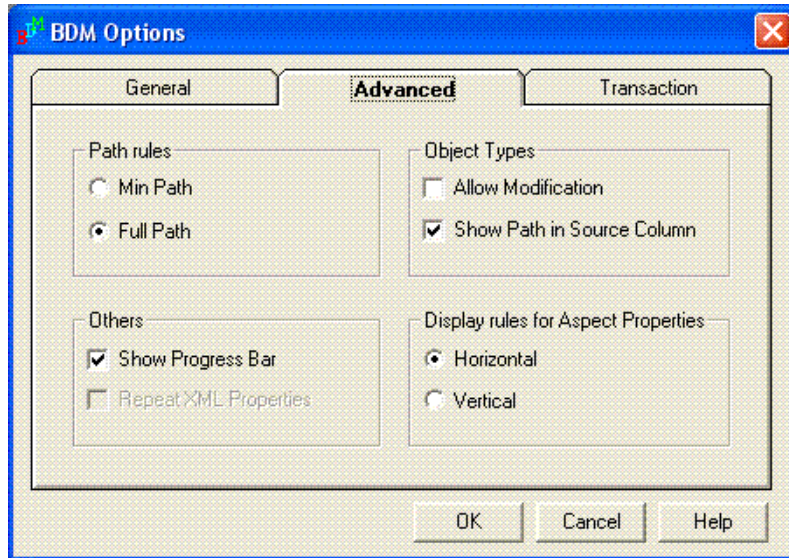 BDM BDM Options
General Advanced Transaction
Path rules
Min Path
Full Path
Object Types
Allow Modification
Show Path in Source Column
Others
Show Progress Bar
Repeat XML Properties
Display rules for Aspect Properties
Horizontal
Vertical
OK Cancel Help